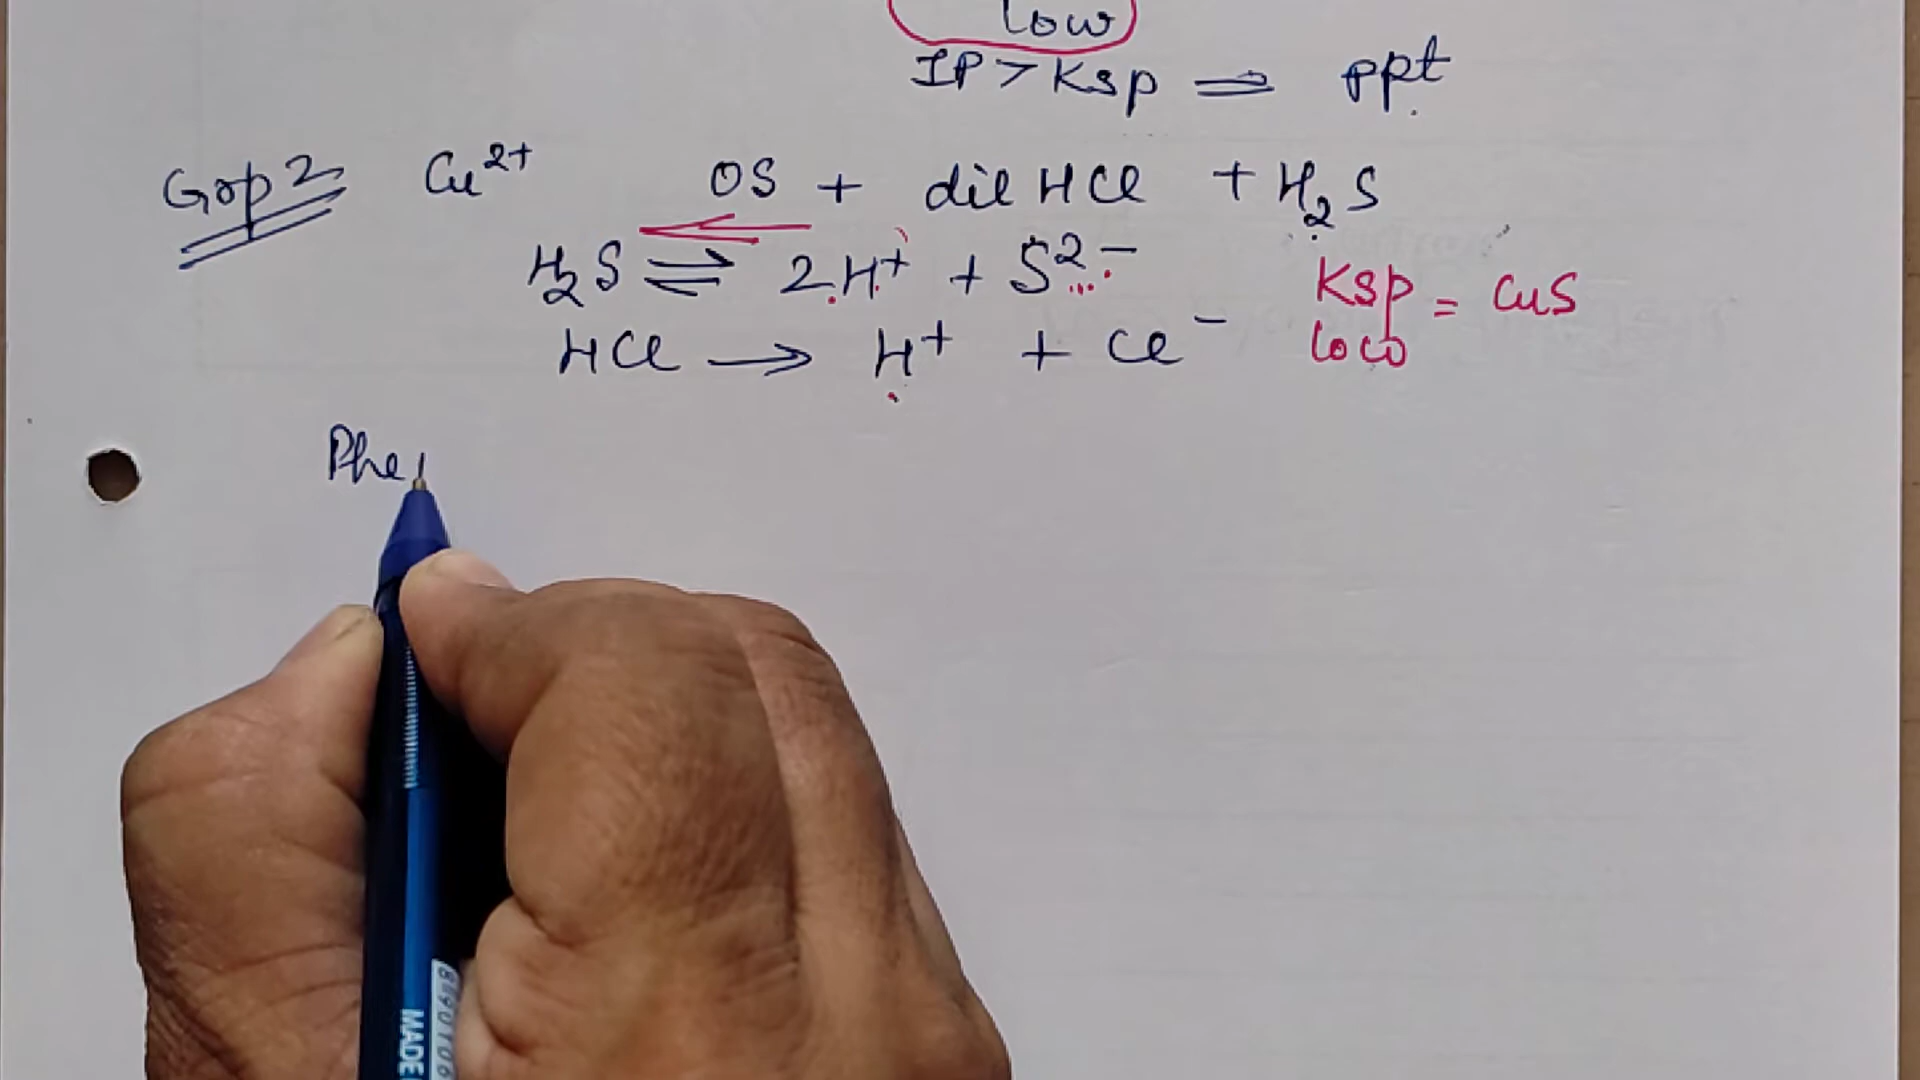 low
IP > Ksp ⇒ ppt
Grp 2 Cu²⁺ OS + dil HCl + H₂S
H₂S ⇌ 2H⁺ + S²⁻
Ksp = CuS
low
HCl → H⁺ + Cl⁻
Phe
MADE